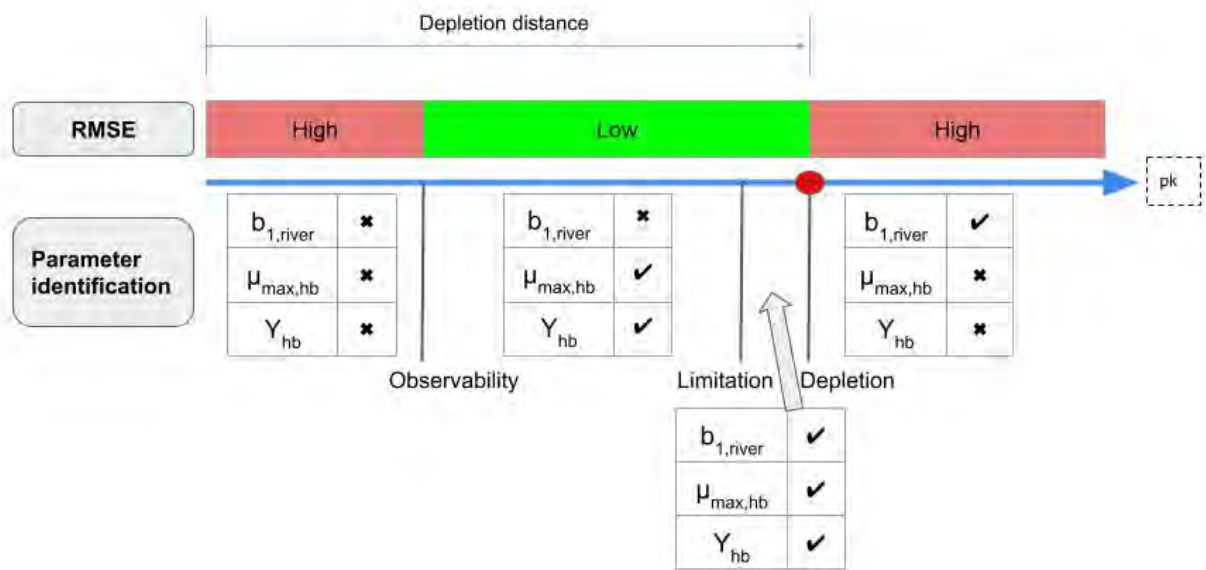 Depletion distance
RMSE
High
Low
High
pk
Parameter
identification
b1,river ✖
μmax,hb ✖
Yhb ✖
b1,river ✖
μmax,hb ✔
Yhb ✔
b1,river ✔
μmax,hb ✖
Yhb ✖
Observability
Limitation
Depletion
b1,river ✔
μmax,hb ✔
Yhb ✔